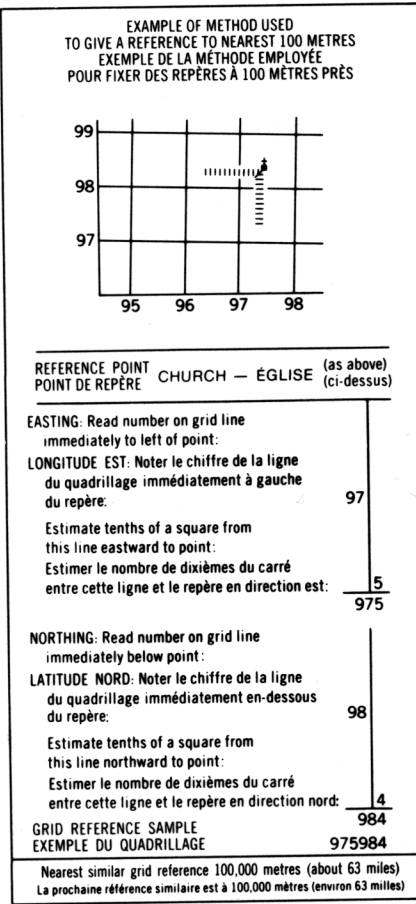 EXAMPLE OF METHOD USED
TO GIVE A REFERENCE TO NEAREST 100 METRES
EXEMPLE DE LA MÉTHODE EMPLOYÉE
POUR FIXER DES REPÈRES À 100 MÈTRES PRÈS
99
98
97
95 96 97 98
REFERENCE POINT
POINT DE REPÈRE
CHURCH — ÉGLISE
(as above)
(ci-dessus)
EASTING: Read number on grid line
immediately to left of point:
LONGITUDE EST: Noter le chiffre de la ligne
du quadrillage immédiatement à gauche
du repère: 97
Estimate tenths of a square from
this line eastward to point:
Estimer le nombre de dixièmes du carré
entre cette ligne et le repère en direction est: 5
975
NORTHING: Read number on grid line
immediately below point:
LATITUDE NORD: Noter le chiffre de la ligne
du quadrillage immédiatement en-dessous
du repère: 98
Estimate tenths of a square from
this line northward to point:
Estimer le nombre de dixièmes du carré
entre cette ligne et le repère en direction nord: 4
984
GRID REFERENCE SAMPLE
EXEMPLE DU QUADRILLAGE 975984
Nearest similar grid reference 100,000 metres (about 63 miles)
La prochaine référence similaire est à 100,000 mètres (environ 63 milles)